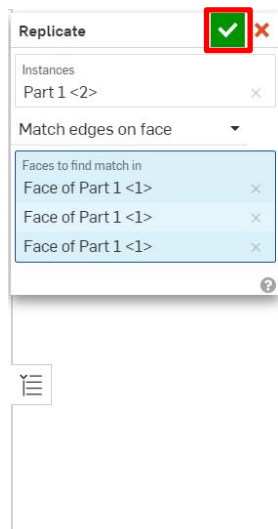 Replicate
Instances
Part 1 <2>
Match edges on face
Faces to find match in
Face of Part 1 <1>
Face of Part 1 <1>
Face of Part 1 <1>